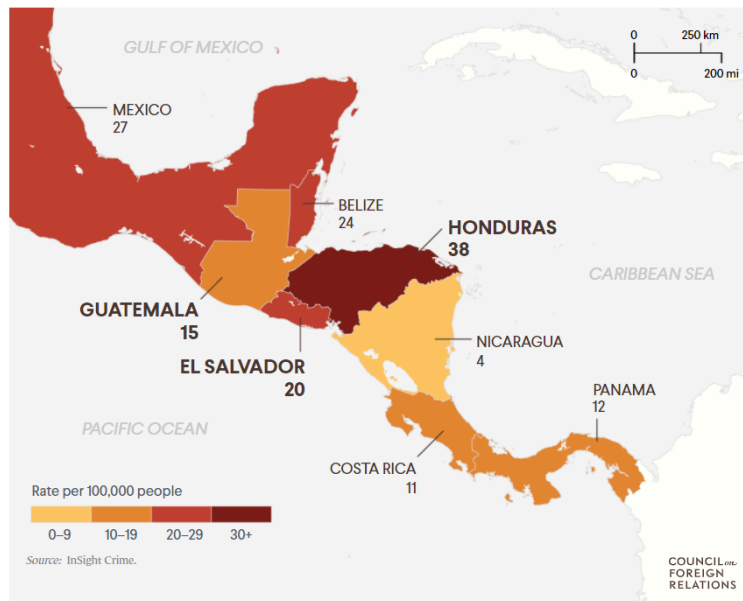 GULF OF MEXICO
0 250 km
0 200 mi
MEXICO
27
BELIZE
24
HONDURAS
38
CARIBBEAN SEA
GUATEMALA
15
NICARAGUA
4
EL SALVADOR
20
PANAMA
12
PACIFIC OCEAN
COSTA RICA
11
Rate per 100,000 people
0–9 10–19 20–29 30+
Source: InSight Crime.
COUNCIL on
FOREIGN
RELATIONS